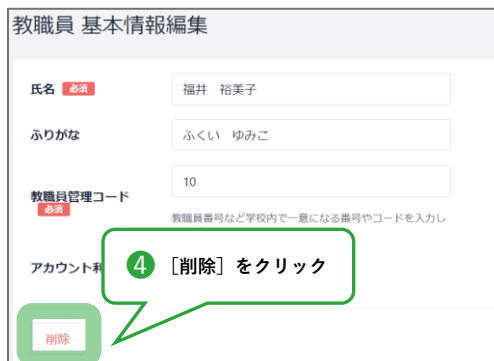 教職員 基本情報編集
氏名 必須
福井 裕美子
ふりがな
ふくい ゆみこ
教職員管理コード
必須
10
教職員番号など学校内で一意になる番号やコードを入力し
アカウント利
4 [削除] をクリック
削除